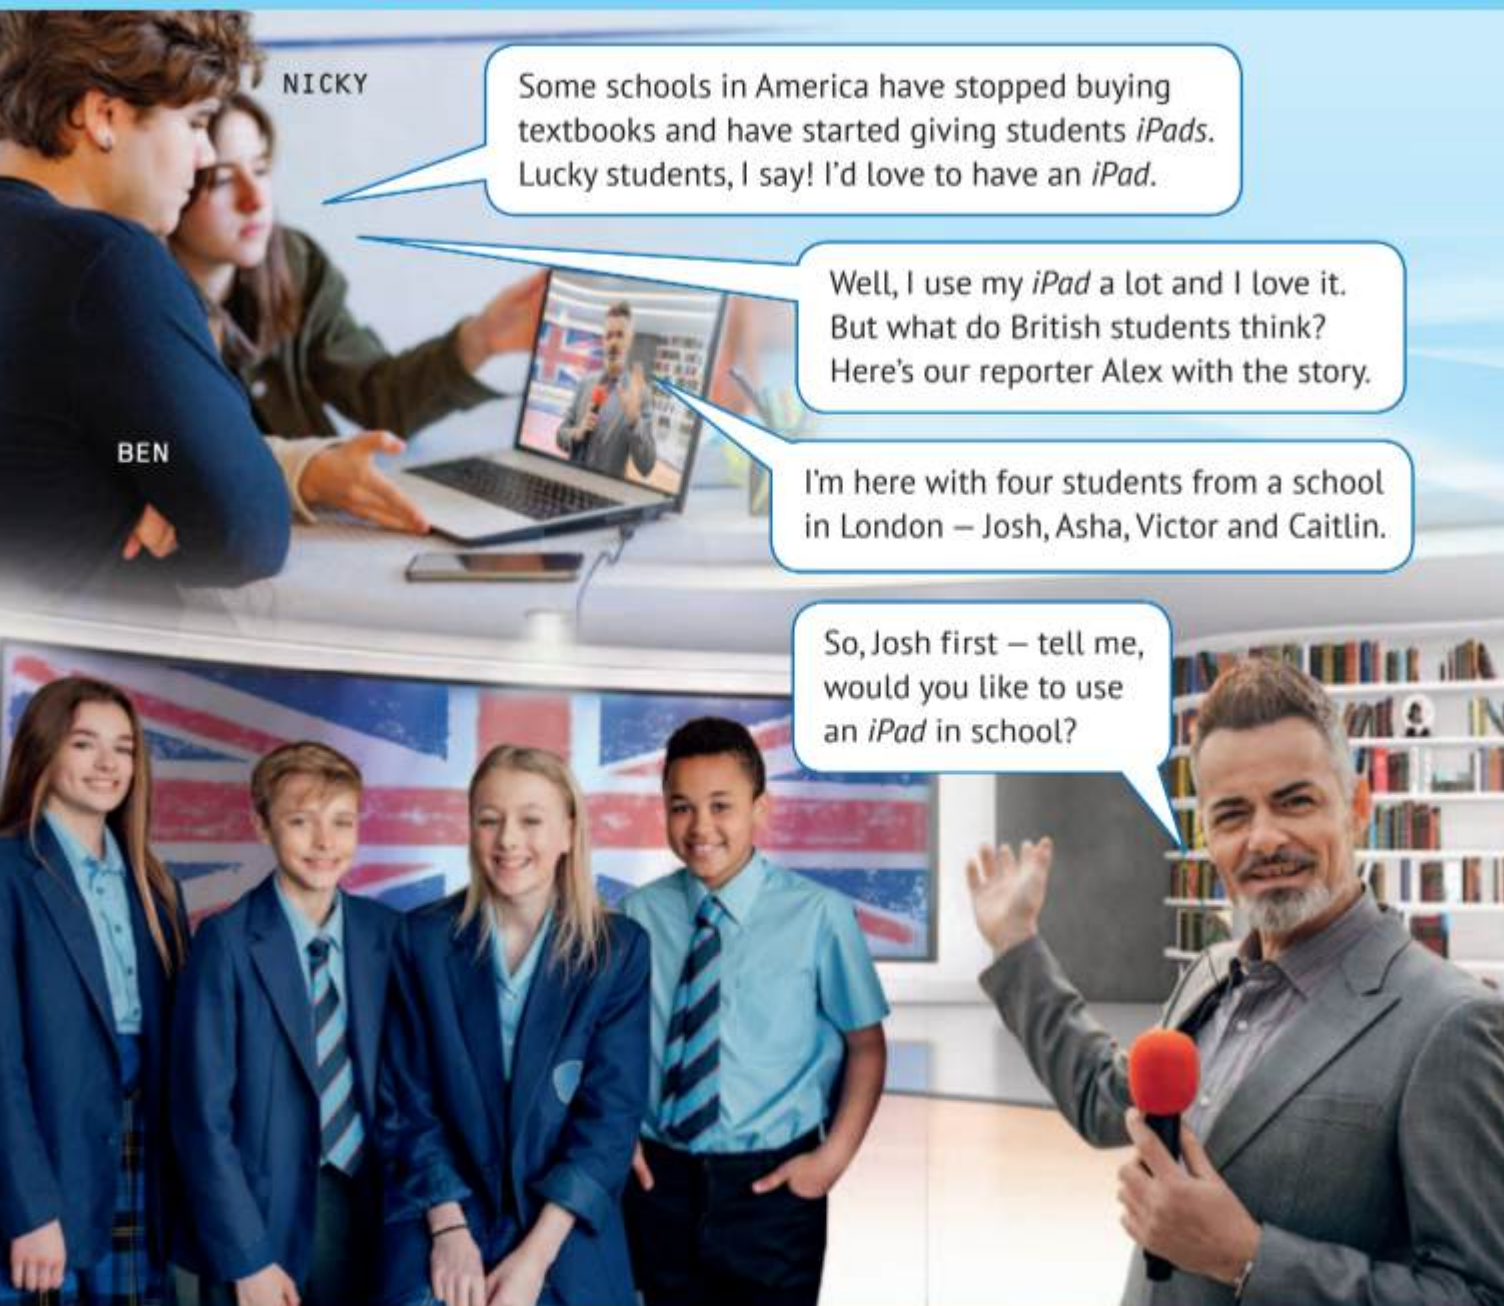 NICKY
Some schools in America have stopped buying
textbooks and have started giving students iPads.
Lucky students, I say! I'd love to have an iPad.
Well, I use my iPad a lot and I love it.
But what do British students think?
Here's our reporter Alex with the story.
BEN
I'm here with four students from a school
in London – Josh, Asha, Victor and Caitlin.
So, Josh first – tell me,
would you like to use
an iPad in school?